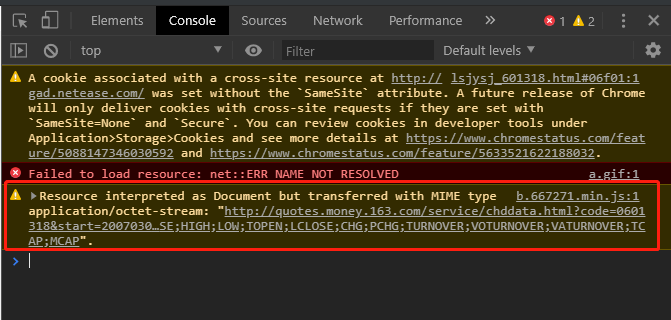 Elements Console Sources Network Performance » 1 2
top Filter Default levels
A cookie associated with a cross-site resource at http:// lsjysj_601318.html#06f01:1
gad.netease.com/ was set without the `SameSite` attribute. A future release of Chrome
will only deliver cookies with cross-site requests if they are set with
`SameSite=None` and `Secure`. You can review cookies in developer tools under
Application>Storage>Cookies and see more details at https://www.chromestatus.com/feat
ure/5088147346030592 and https://www.chromestatus.com/feature/5633521622188032.
Failed to load resource: net::ERR_NAME_NOT_RESOLVED a.gif:1
Resource interpreted as Document but transferred with MIME type b.667271.min.js:1
application/octet-stream: "http://quotes.money.163.com/service/chddata.html?code=0601
318&start=2007030…SE;HIGH;LOW;TOPEN;LCLOSE;CHG;PCHG;TURNOVER;VOTURNOVER;VATURNOVER;TC
AP;MCAP".